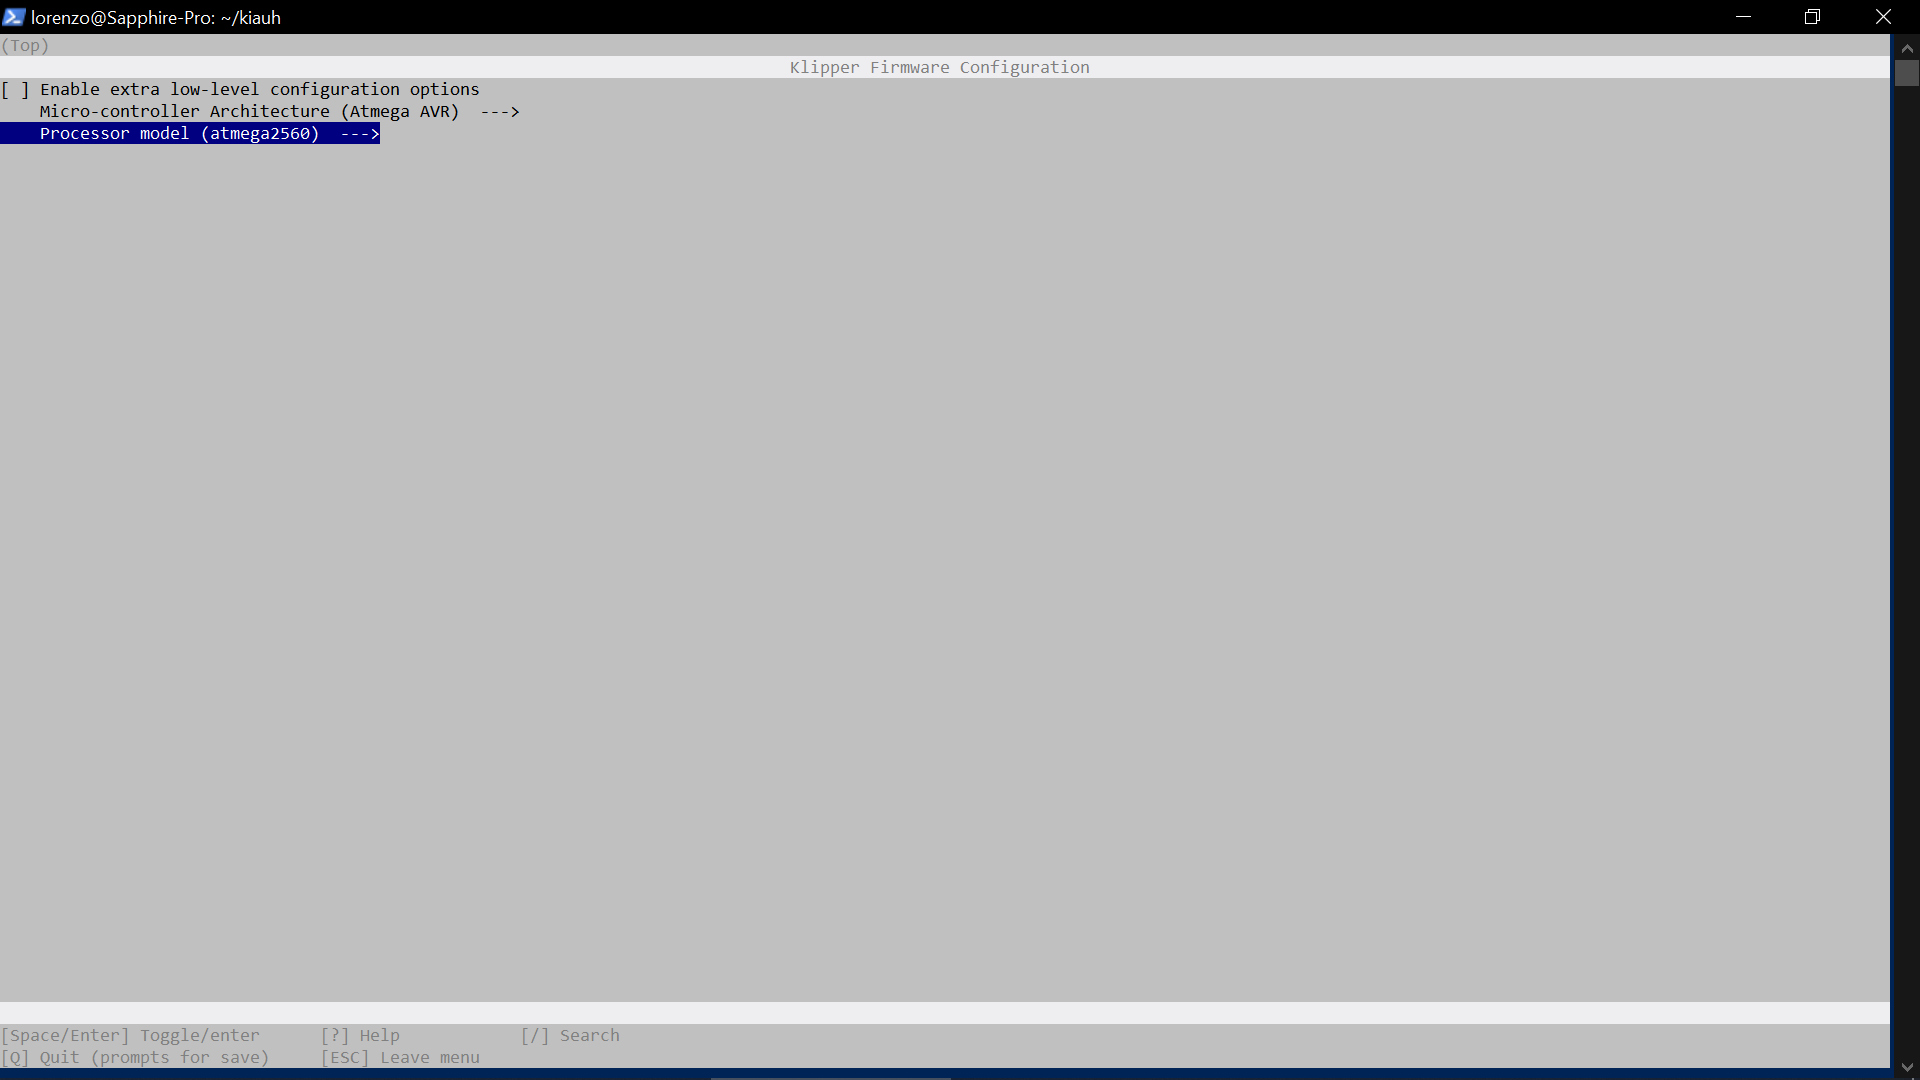 lorenzo@Sapphire-Pro: ~/kiauh
(Top)
Klipper Firmware Configuration
[ ] Enable extra low-level configuration options
Micro-controller Architecture (Atmega AVR)  --->
Processor model (atmega2560)  --->
[Space/Enter] Toggle/enter [?] Help [/] Search
[Q] Quit (prompts for save) [ESC] Leave menu